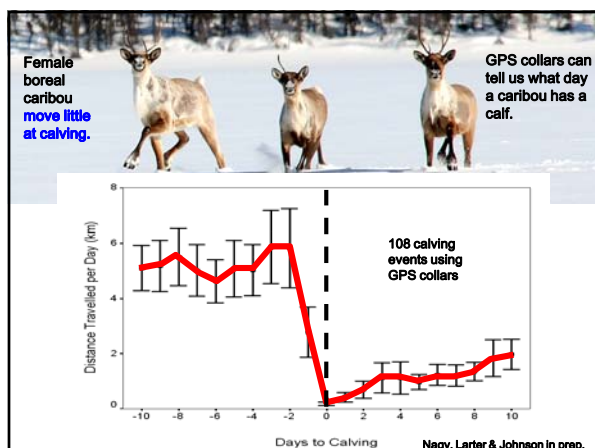 Female
boreal
caribou
move little
at calving.
GPS collars can
tell us what day
a caribou has a
calf.
108 calving
events using
GPS collars
Distance Travelled per Day (km)
8
6
4
2
0
-10 -8 -6 -4 -2 -0 2 4 6 8 10
Days to Calving
Nagy, Larter & Johnson in prep.